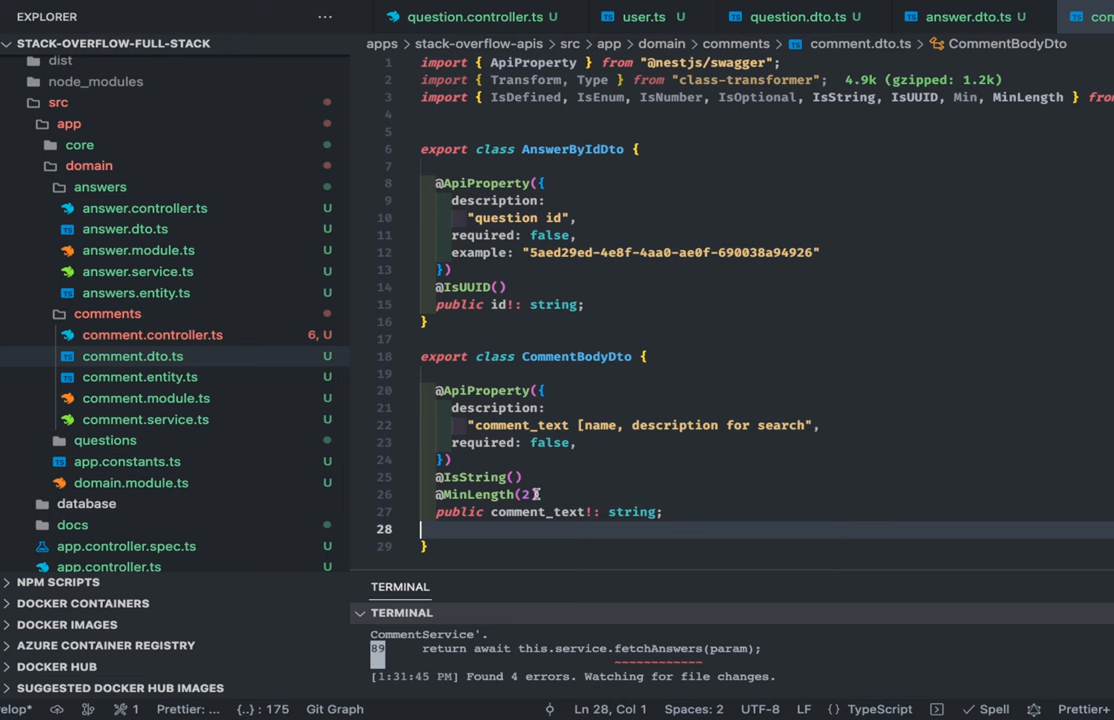 EXPLORER ...
question.controller.ts U user.ts U question.dto.ts U answer.dto.ts U
STACK-OVERFLOW-FULL-STACK
apps > stack-overflow-apis > src > app > domain > comments > comment.dto.ts > CommentBodyDto
dist
node_modules
src
app
core
domain
answers
answer.controller.ts U
answer.dto.ts U
answer.module.ts U
answer.service.ts U
answers.entity.ts U
comments
comment.controller.ts 6, U
comment.dto.ts U
comment.entity.ts U
comment.module.ts U
comment.service.ts U
questions
app.constants.ts U
domain.module.ts U
database
docs
app.controller.spec.ts U
app.controller.ts U
NPM SCRIPTS
DOCKER CONTAINERS
DOCKER IMAGES
AZURE CONTAINER REGISTRY
DOCKER HUB
SUGGESTED DOCKER HUB IMAGES
1 import { ApiProperty } from "@nestjs/swagger";
2 import { Transform, Type } from "class-transformer"; 4.9k (gzipped: 1.2k)
3 import { IsDefined, IsEnum, IsNumber, IsOptional, IsString, IsUUID, Min, MinLength }
4
5
6 export class AnswerByIdDto {
7
8 @ApiProperty({
9 description:
10 "question id",
11 required: false,
12 example: "5aed29ed-4e8f-4aa0-ae0f-690038a94926"
13 })
14 @IsUUID()
15 public id!: string;
16 }
17
18 export class CommentBodyDto {
19
20 @ApiProperty({
21 description:
22 "comment_text [name, description for search",
23 required: false,
24 })
25 @IsString()
26 @MinLength(2)
27 public comment_text!: string;
28
29 }
TERMINAL
TERMINAL
CommentService'.
89 return await this.service.fetchAnswers(param);
~~~~~~~~~~~~
[1:31:45 PM] Found 4 errors. Watching for file changes.
velop* 1 Prettier: ... {..} : 175 Git Graph Ln 28, Col 1 Spaces: 2 UTF-8 LF { } TypeScript Spell Prettier+